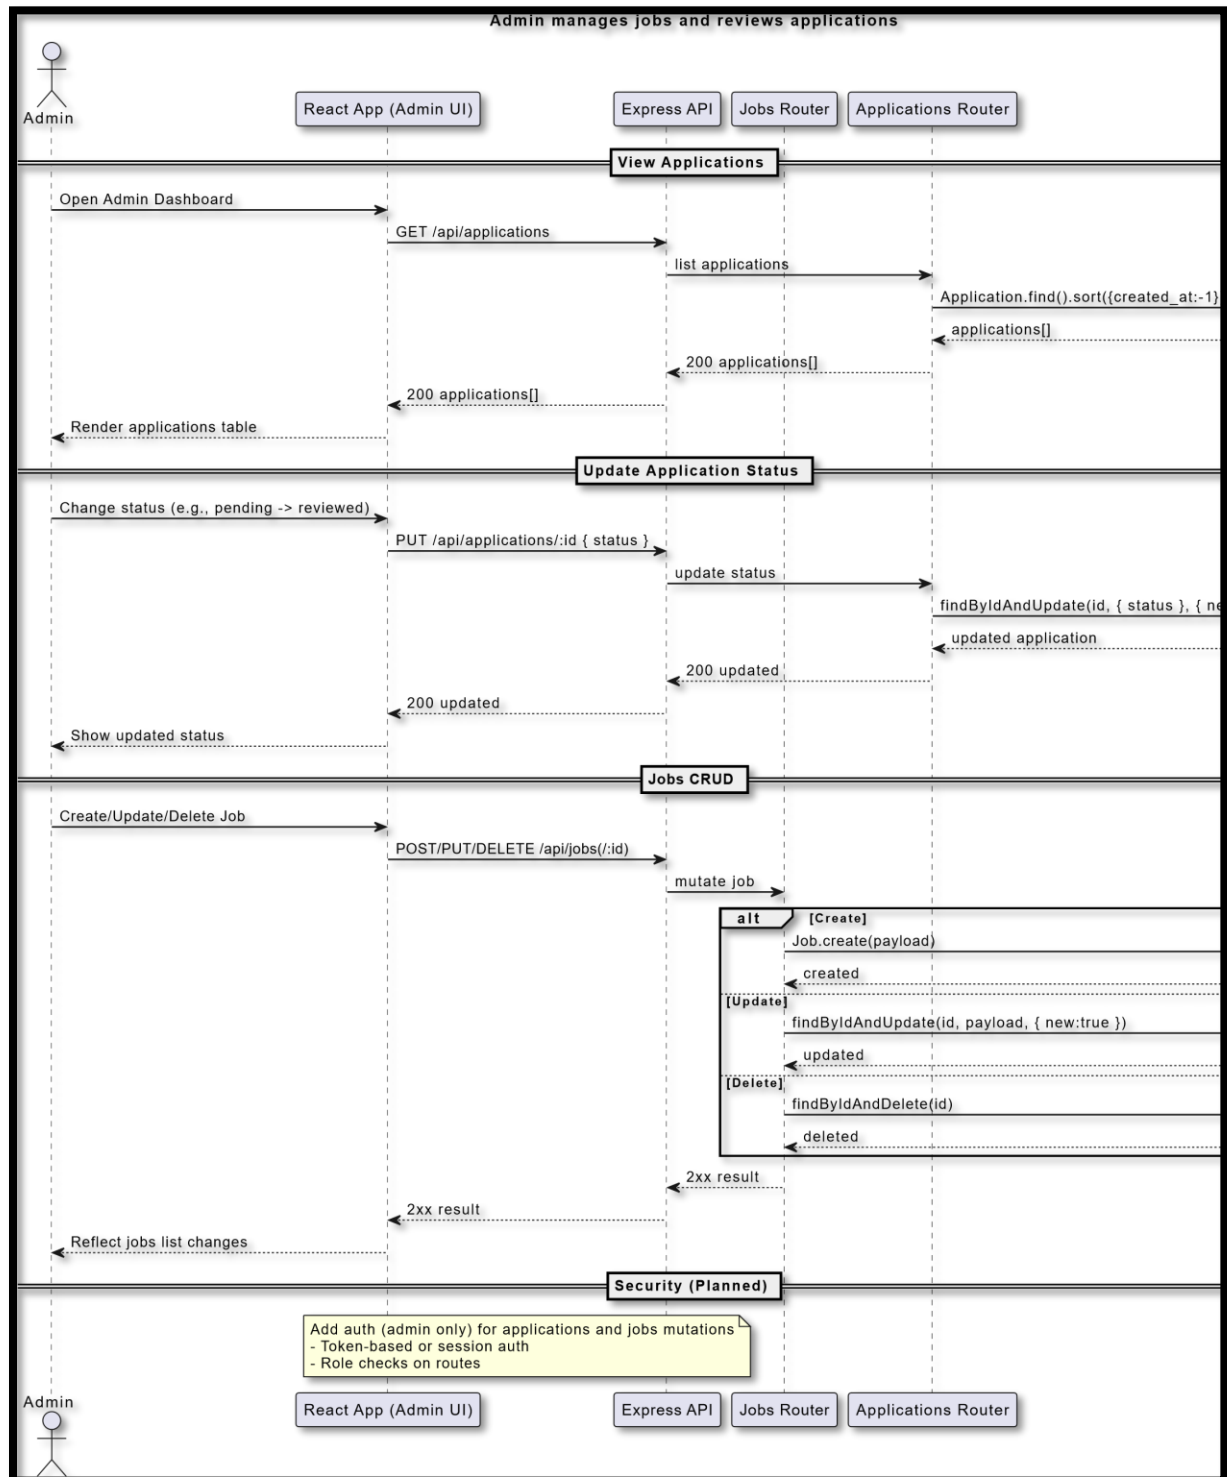 Admin manages jobs and reviews applications
Admin
React App (Admin UI)
Express API
Jobs Router
Applications Router
View Applications
Open Admin Dashboard
GET /api/applications
list applications
Application.find().sort({created_at:-1}
applications[]
200 applications[]
200 applications[]
Render applications table
Update Application Status
Change status (e.g., pending -> reviewed)
PUT /api/applications/:id { status }
update status
findByIdAndUpdate(id, { status }, { ne
updated application
200 updated
200 updated
Show updated status
Jobs CRUD
Create/Update/Delete Job
POST/PUT/DELETE /api/jobs(/:id)
mutate job
alt
[Create]
Job.create(payload)
created
[Update]
findByIdAndUpdate(id, payload, { new:true })
updated
[Delete]
findByIdAndDelete(id)
deleted
2xx result
2xx result
Reflect jobs list changes
Security (Planned)
Add auth (admin only) for applications and jobs mutations
- Token-based or session auth
- Role checks on routes
Admin
React App (Admin UI)
Express API
Jobs Router
Applications Router